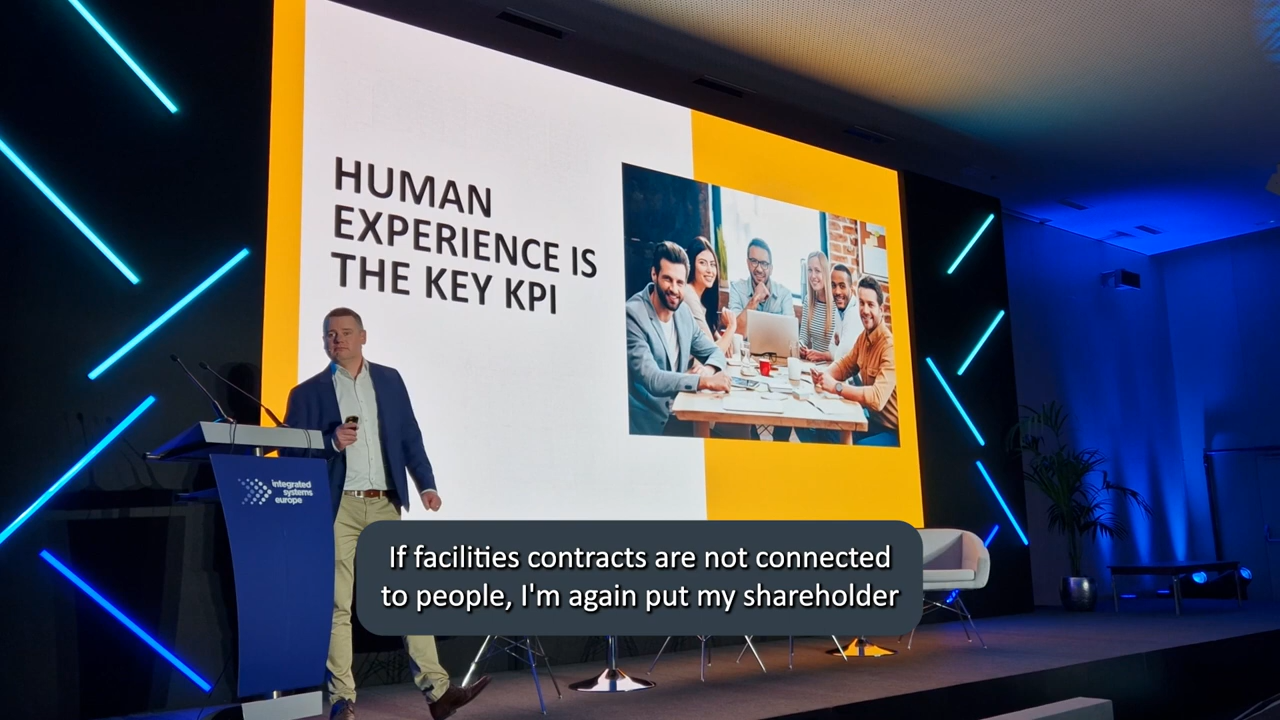 HUMAN
EXPERIENCE IS
THE KEY KPI
integrated
systems
europe
If facilities contracts are not connected
to people, I'm again put my shareholder